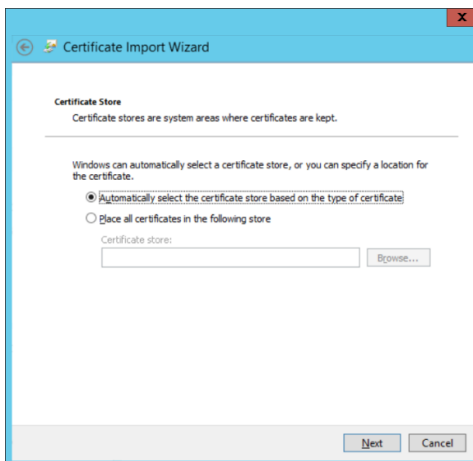 x
Certificate Import Wizard
Certificate Store
Certificate stores are system areas where certificates are kept.
Windows can automatically select a certificate store, or you can specify a location for
the certificate.
Automatically select the certificate store based on the type of certificate
Place all certificates in the following store
Certificate store:
Browse...
Next
Cancel